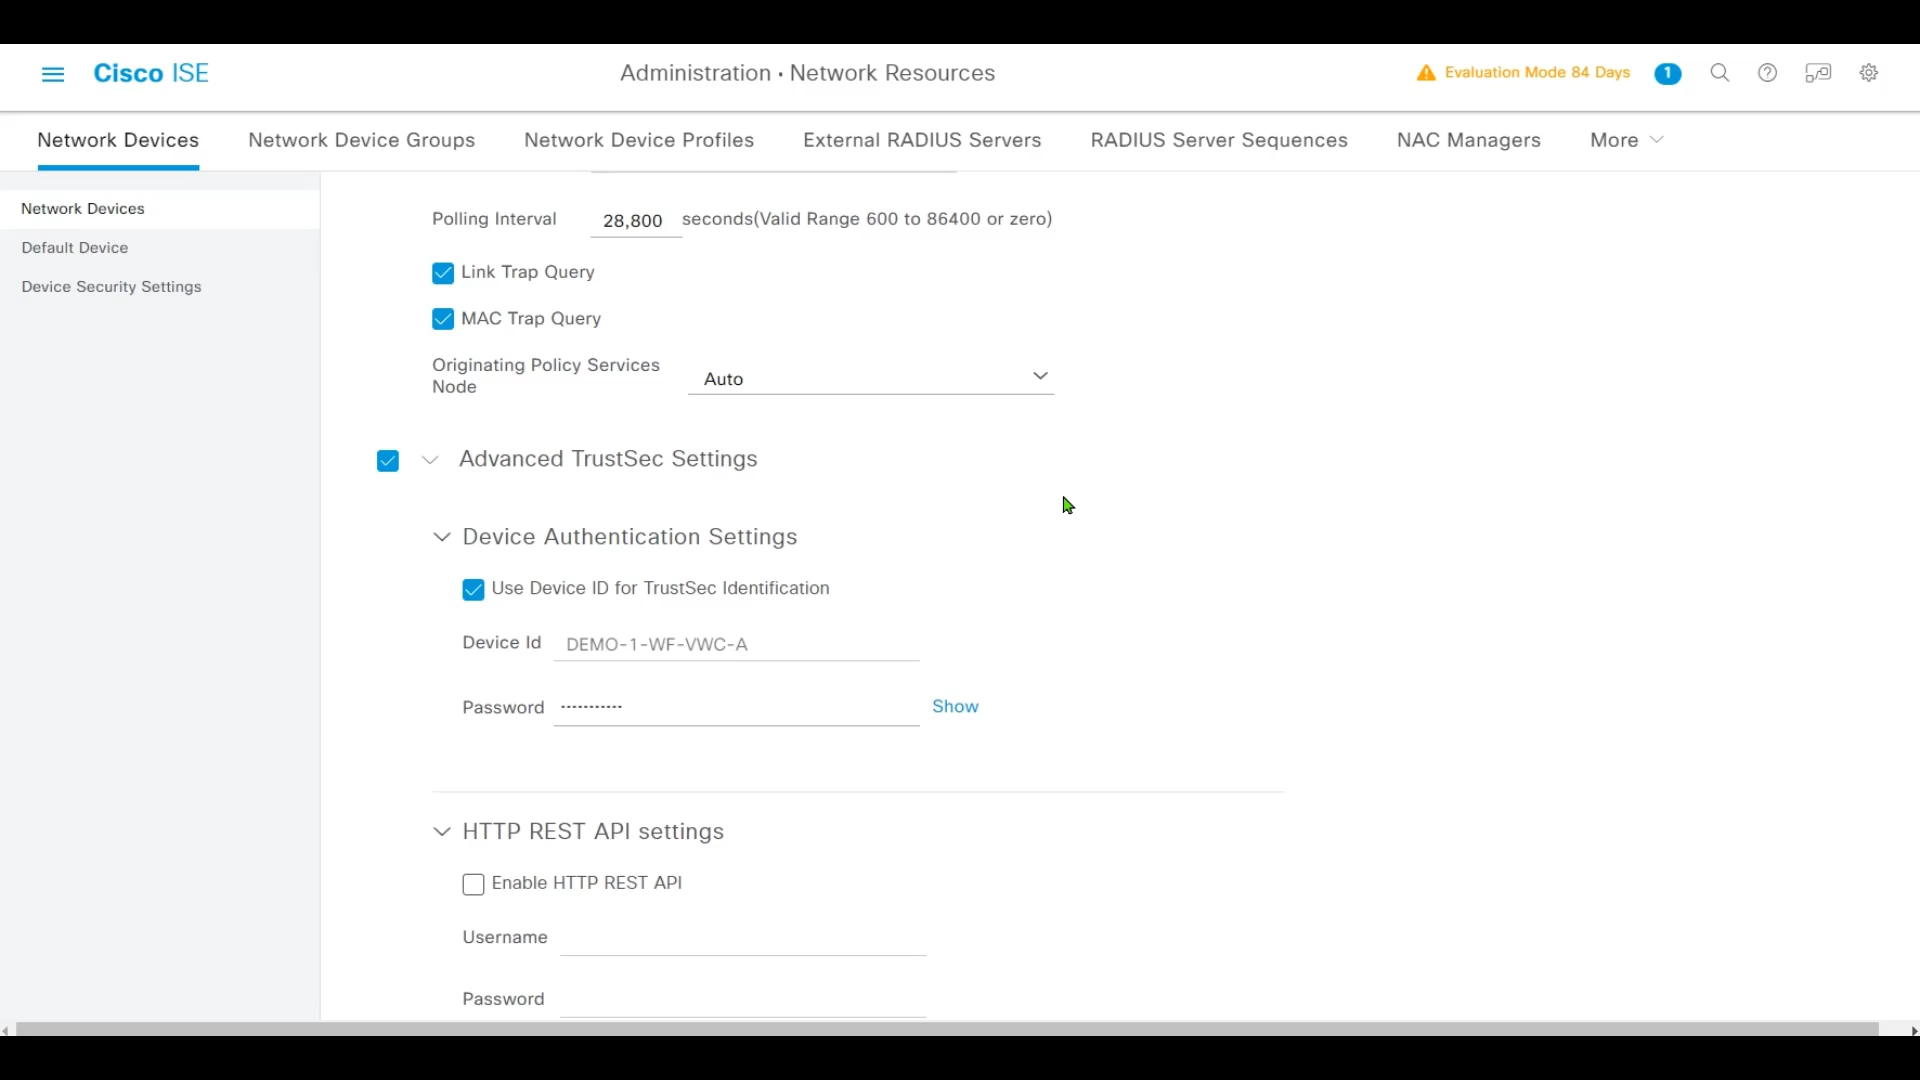 Cisco ISE
Administration · Network Resources
Evaluation Mode 84 Days
1
Network Devices
Network Device Groups
Network Device Profiles
External RADIUS Servers
RADIUS Server Sequences
NAC Managers
More
Network Devices
Default Device
Device Security Settings
Polling Interval 28,800 seconds(Valid Range 600 to 86400 or zero)
Link Trap Query
MAC Trap Query
Originating Policy Services
Node
Auto
Advanced TrustSec Settings
Device Authentication Settings
Use Device ID for TrustSec Identification
Device Id DEMO-1-WF-VWC-A
Password ··········· Show
HTTP REST API settings
Enable HTTP REST API
Username
Password